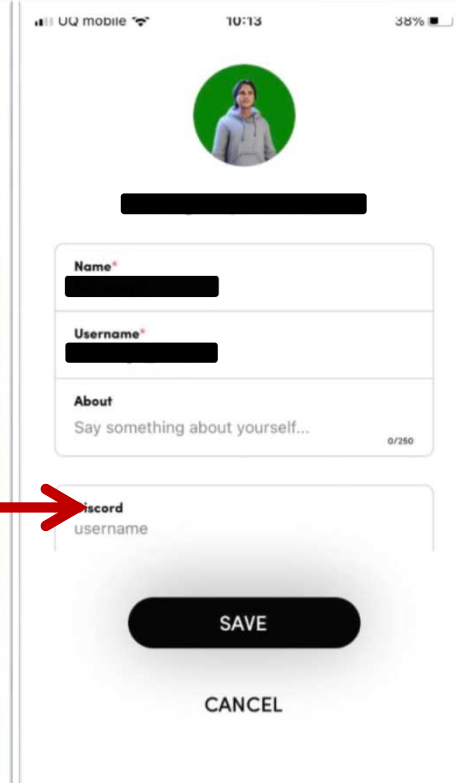 UQ mobile 10:13 38%
Name*
Username*
About
Say something about yourself...
0/250
iscord
username
SAVE
CANCEL